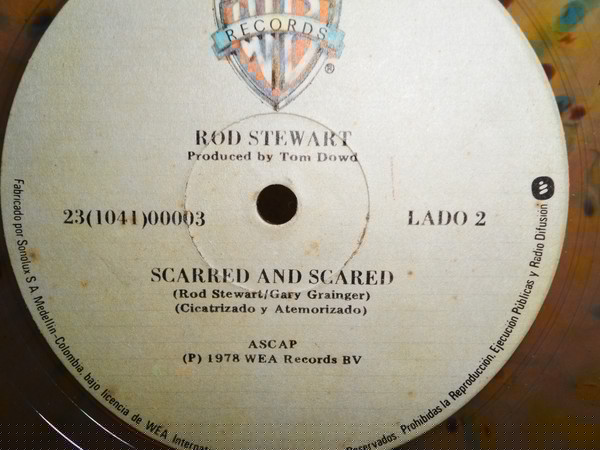 RECORDS
®
ROD STEWART
Produced by Tom Dowd
23(1041)00003
LADO 2
SCARRED AND SCARED
(Rod Stewart/Gary Grainger)
(Cicatrizado y Atemorizado)
ASCAP
(P) 1978 WEA Records BV
Fabricado por Sonolux S A Medellin-Colombia, bajo licencia de WEA
Reservados. Prohibidas la Reproducción, Ejecución Públicas y Radio Difusión